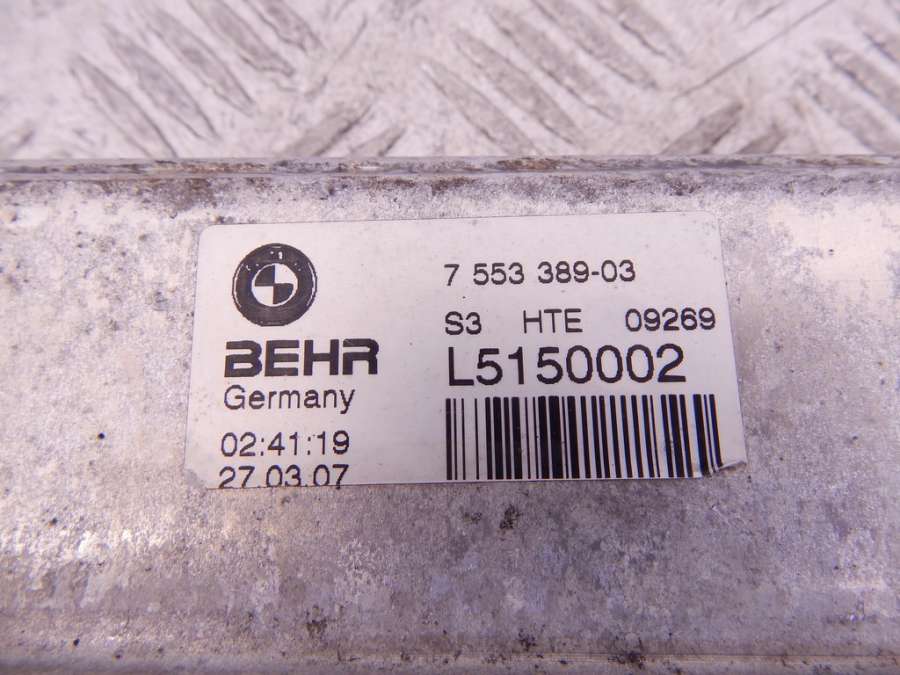 7 553 389-03
S3 HTE 09269
BEHR
L5150002
Germany
02:41:19
27.03.07